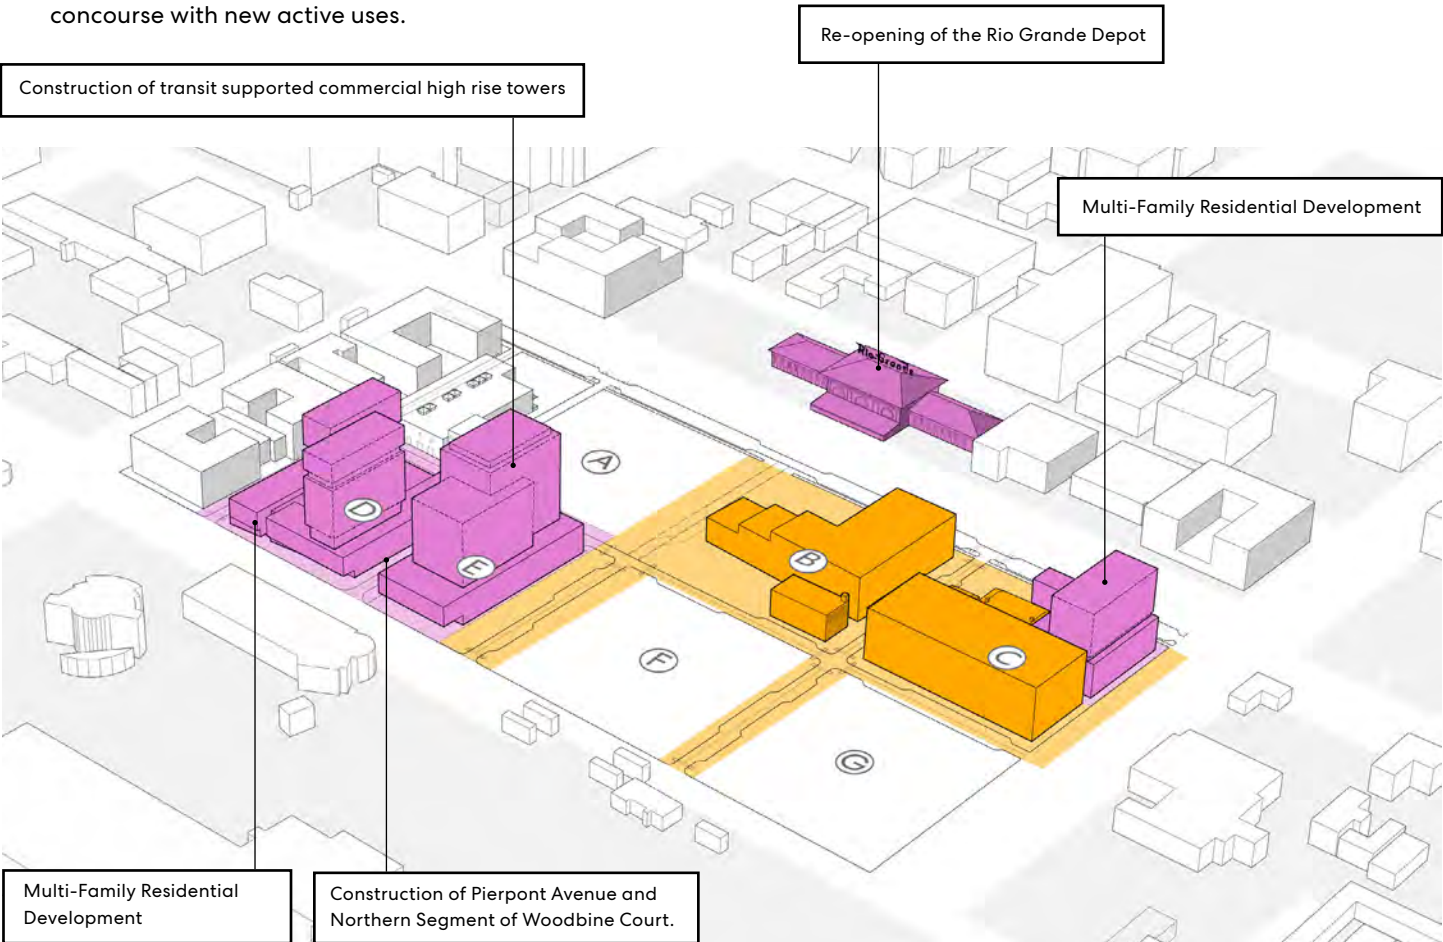 concourse with new active uses.
Re-opening of the Rio Grande Depot
Construction of transit supported commercial high rise towers
Multi-Family Residential Development
Rio Grande
A
D
B
E
F
C
G
Multi-Family Residential
Development
Construction of Pierpont Avenue and
Northern Segment of Woodbine Court.